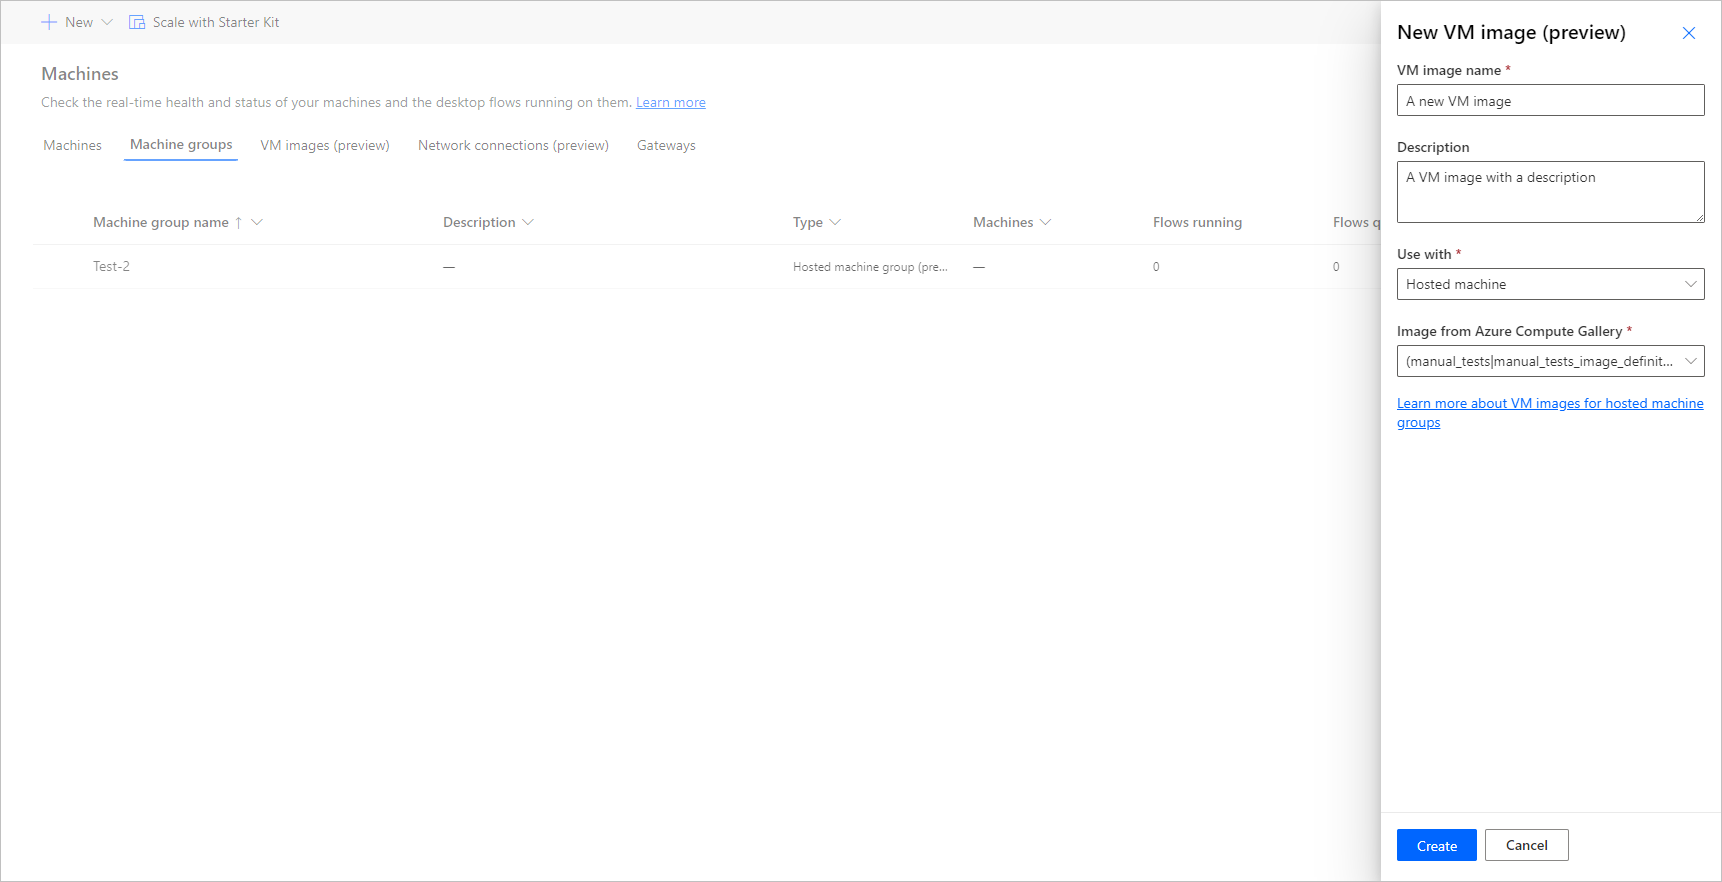 New
Scale with Starter Kit
Machines
Check the real-time health and status of your machines and the desktop flows running on them. Learn more
Machines
Machine groups
VM images (preview)
Network connections (preview)
Gateways
Machine group name ↑
Description
Type
Machines
Flows running
Flows q
Test-2
—
Hosted machine group (pre...
—
0
0
New VM image (preview)
VM image name *
A new VM image
Description
A VM image with a description
Use with *
Hosted machine
Image from Azure Compute Gallery *
(manual_tests|manual_tests_image_definit...
Learn more about VM images for hosted machine
groups
Create
Cancel